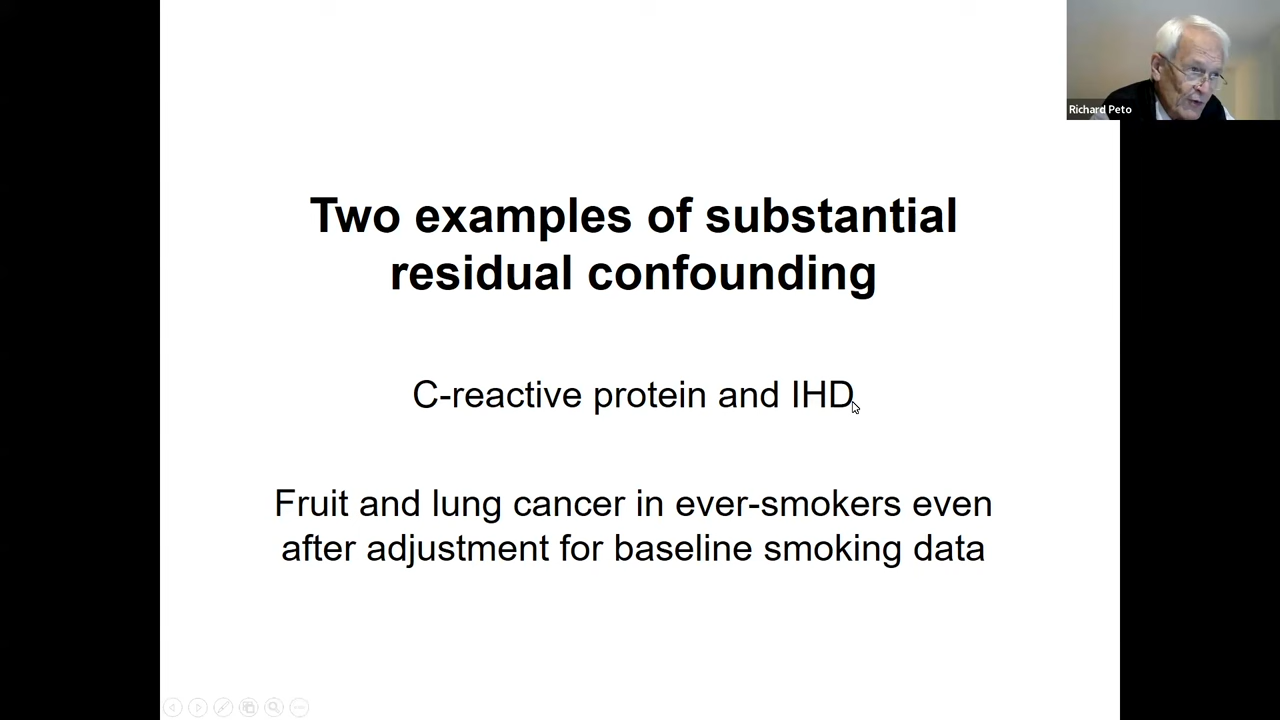 Richard Peto
Two examples of substantial
residual confounding
C-reactive protein and IHD
Fruit and lung cancer in ever-smokers even
after adjustment for baseline smoking data